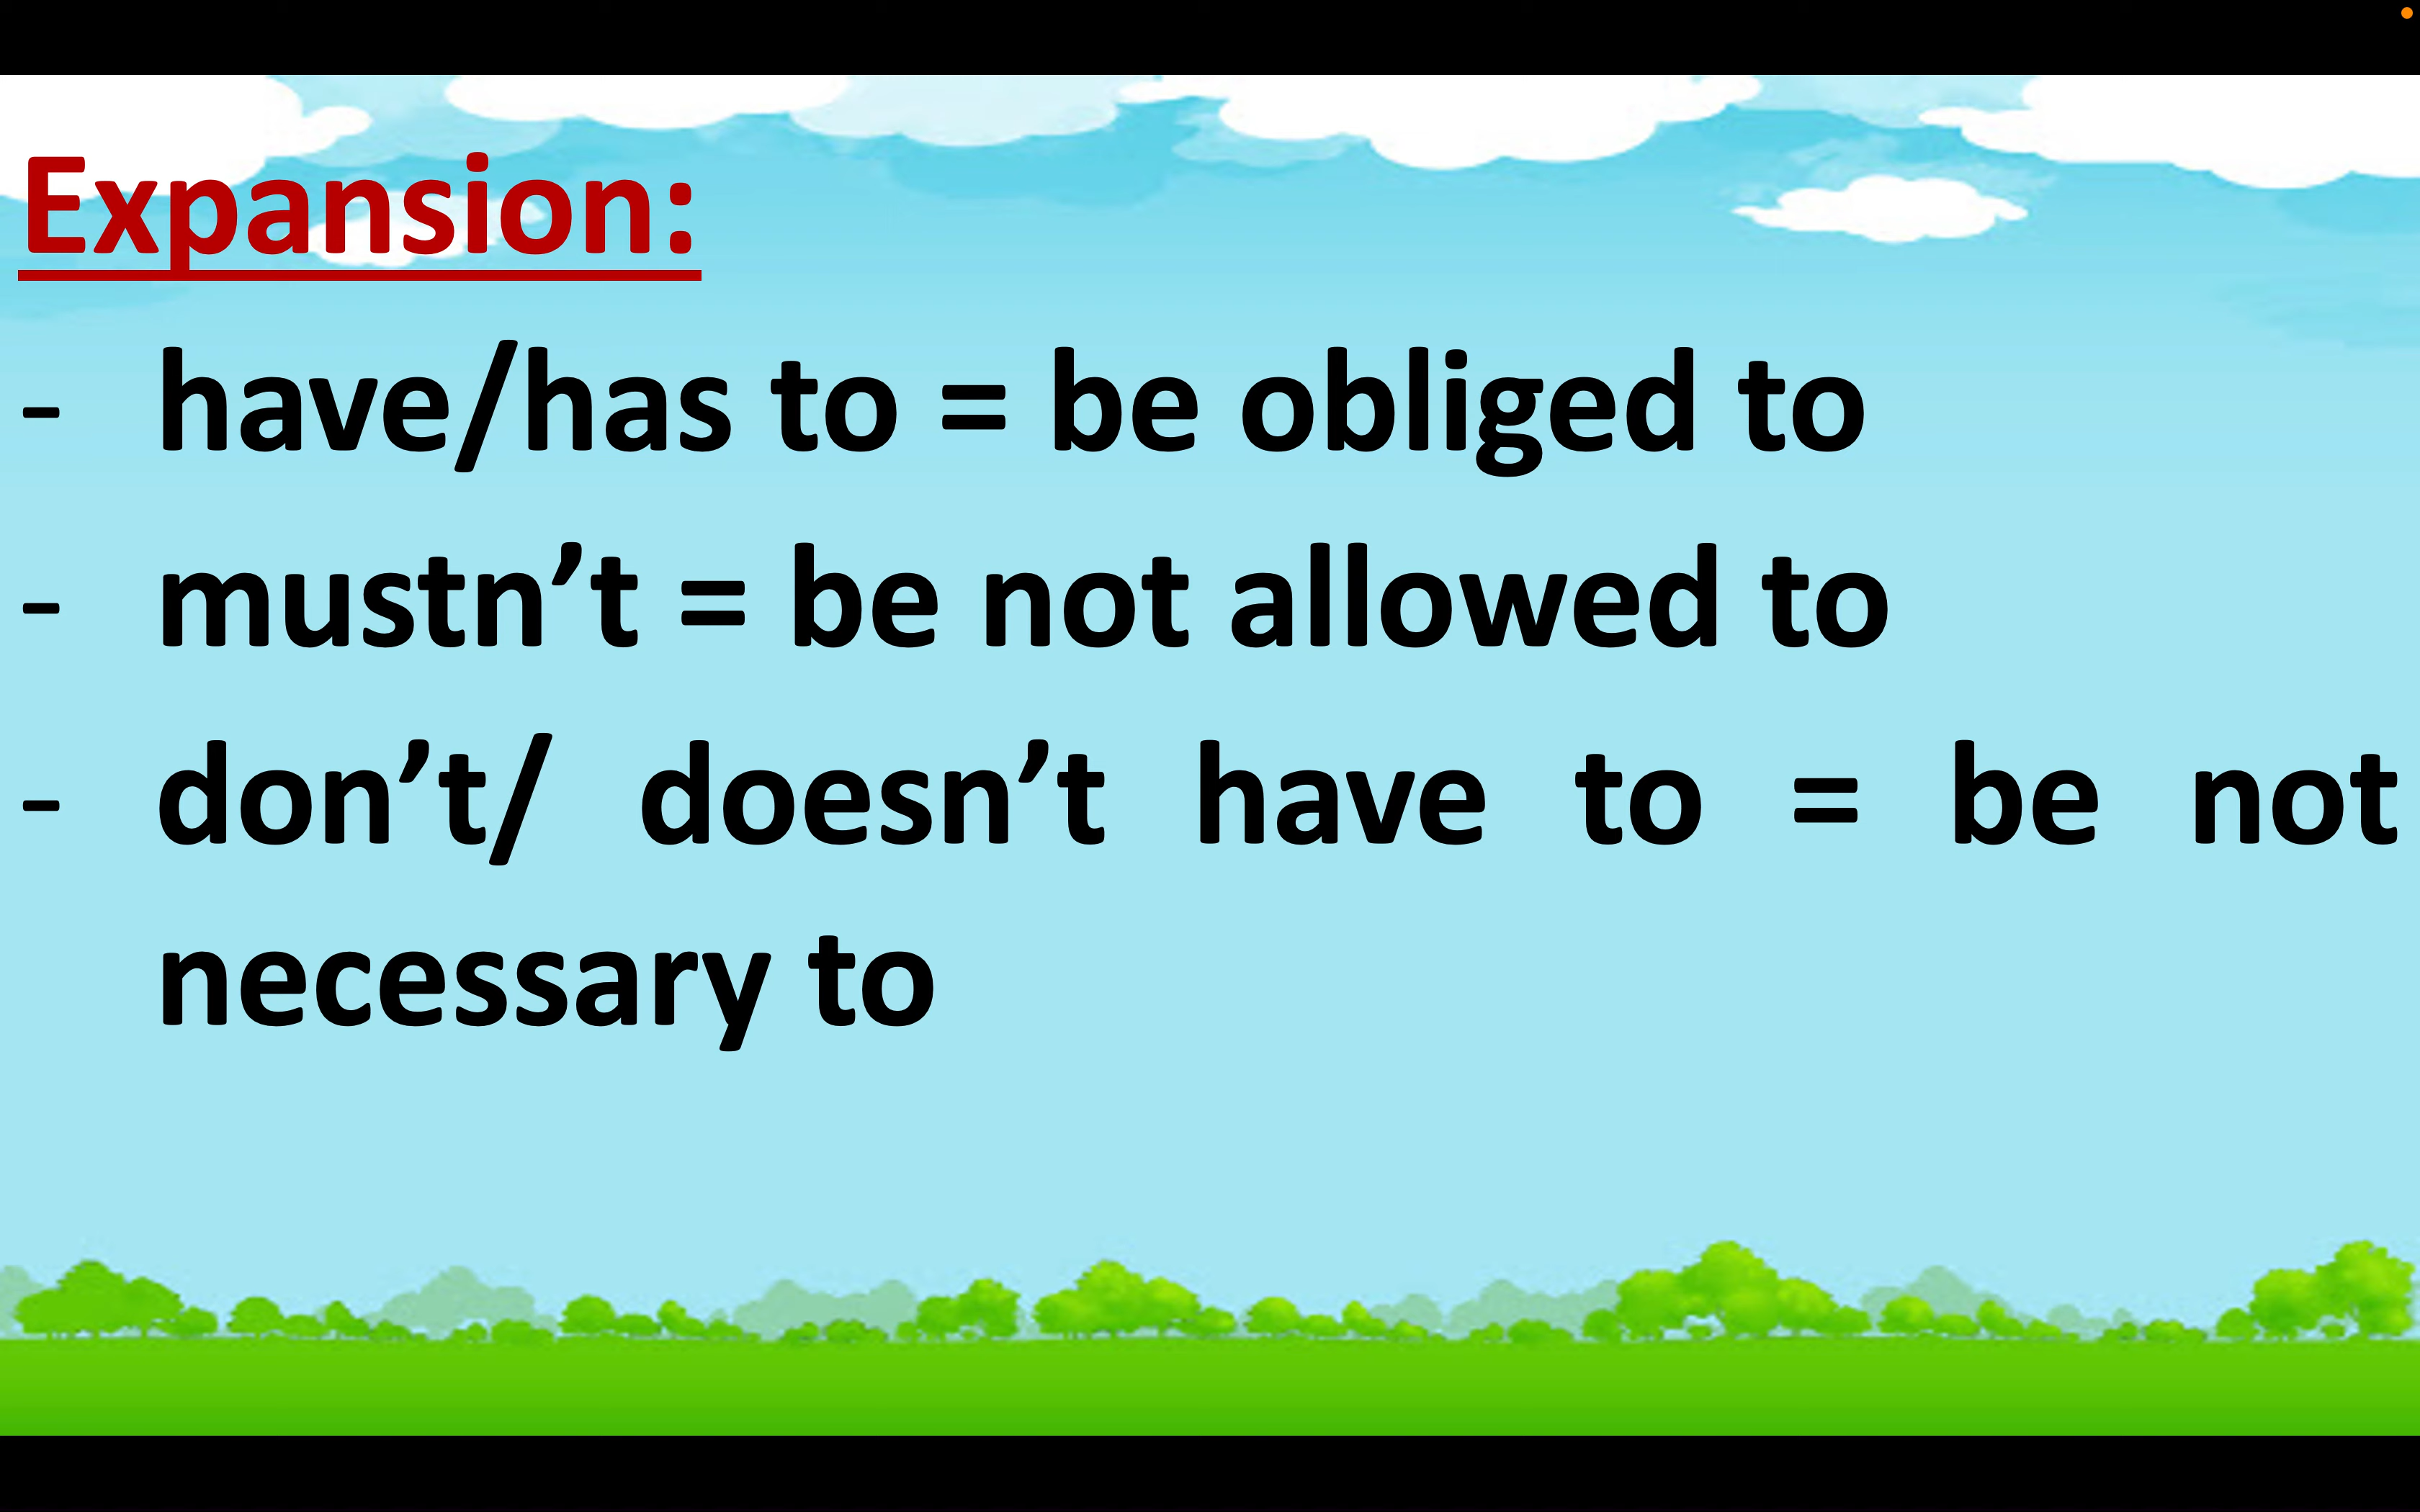 Expansion:
- have/has to = be obliged to
- mustn’t = be not allowed to
- don’t/ doesn’t have to = be not
necessary to